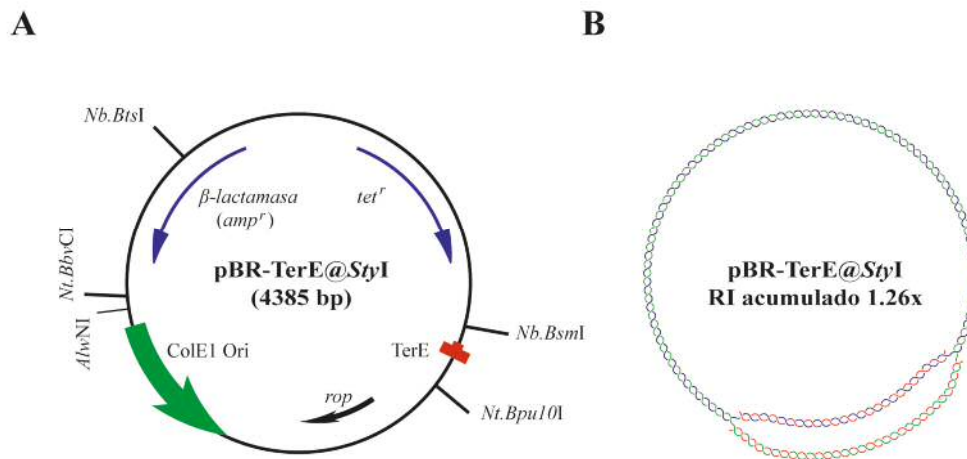 A
B
Nb.BtsI
β-lactamasa
(ampʳ)
tetʳ
Nt.BbvCI
AlwNI
pBR-TerE@StyI
(4385 bp)
pBR-TerE@StyI
RI acumulado 1.26x
Nb.BsmI
TerE
ColE1 Ori
rop
Nt.Bpu10I